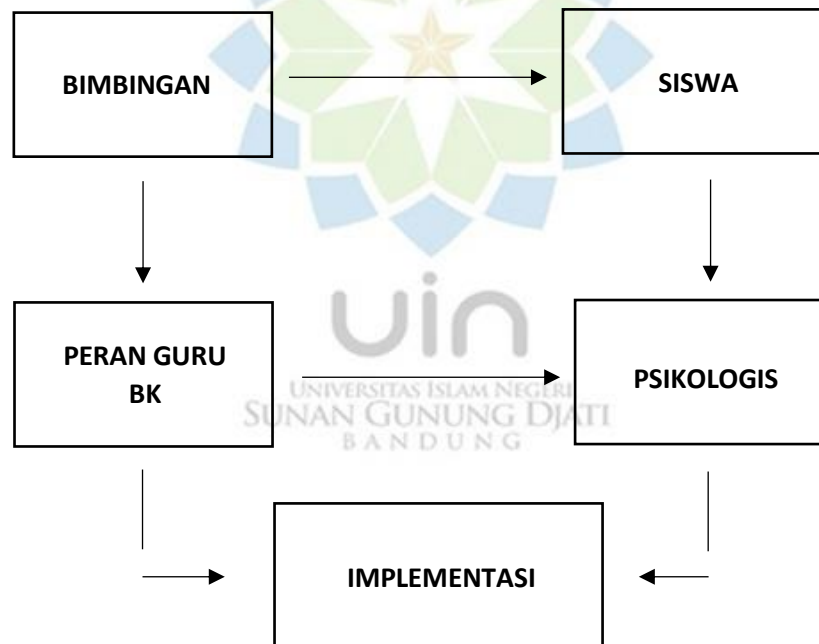 BIMBINGAN
SISWA
uin
UNIVERSITAS ISLAM NEGERI
SUNAN GUNUNG DJATI
BANDUNG
PERAN GURU
BK
PSIKOLOGIS
IMPLEMENTASI